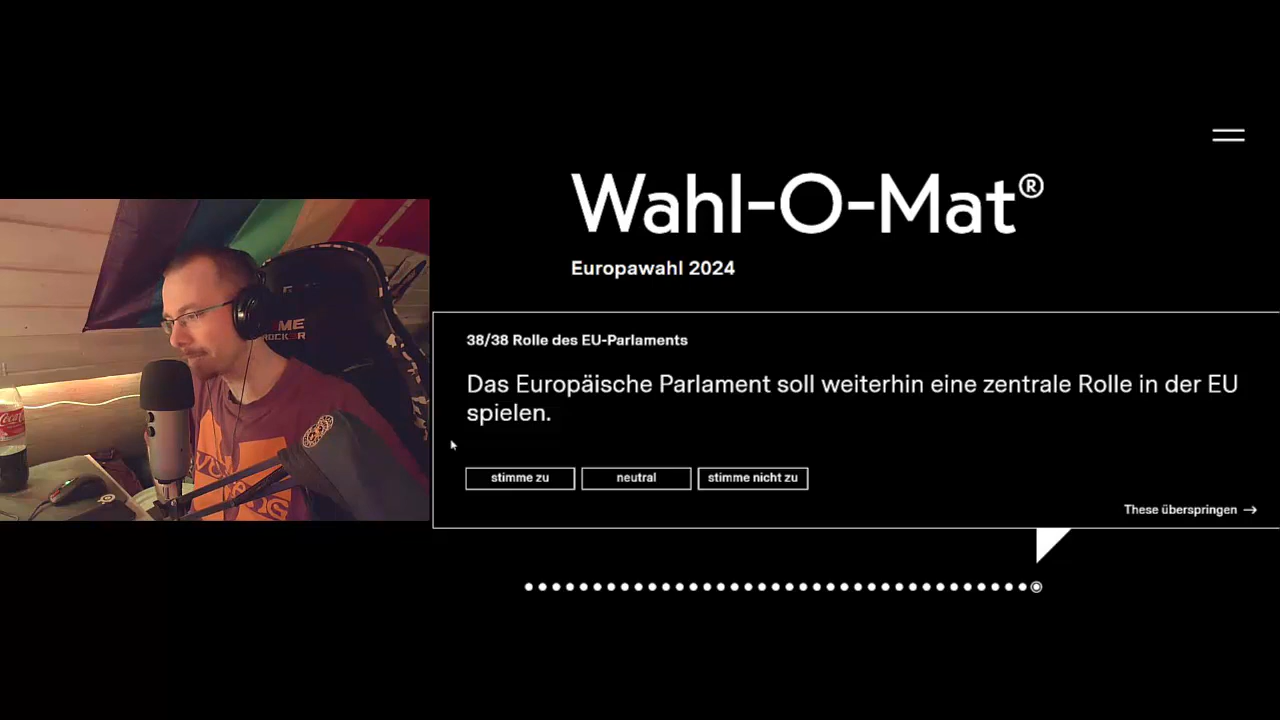 Wahl-O-Mat®
Europawahl 2024
38/38 Rolle des EU-Parlaments
Das Europäische Parlament soll weiterhin eine zentrale Rolle in der EU
spielen.
stimme zu
neutral
stimme nicht zu
These überspringen →